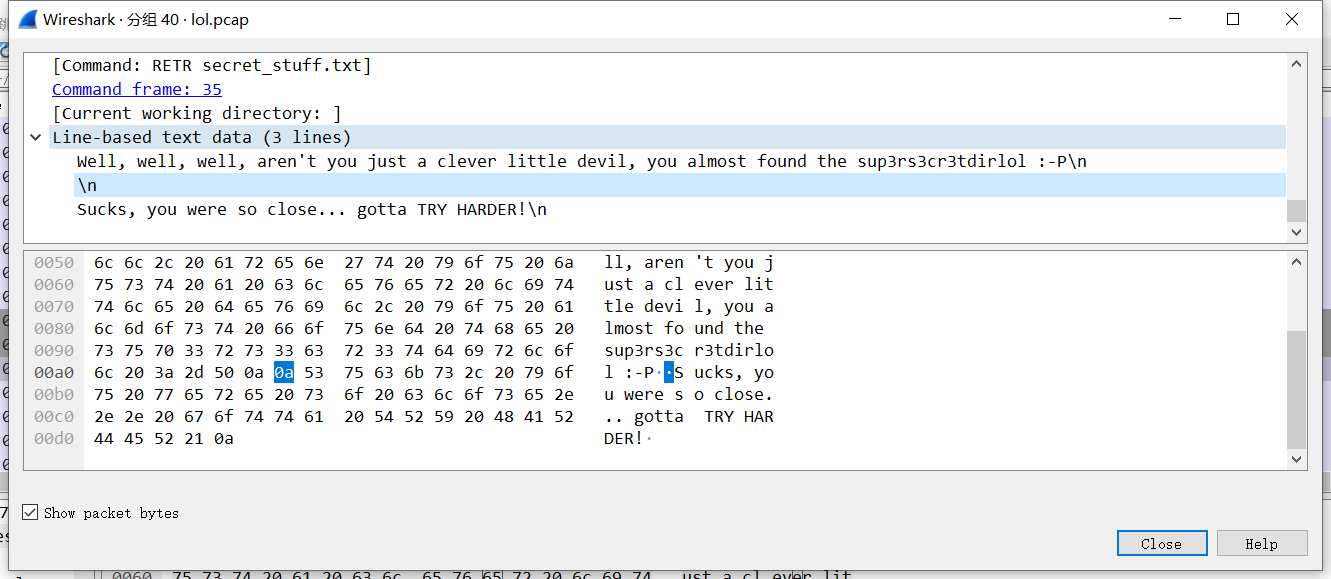 Wireshark · 分组 40 · lol.pcap
[Command: RETR secret_stuff.txt]
Command frame: 35
[Current working directory: ]
Line-based text data (3 lines)
Well, well, well, aren't you just a clever little devil, you almost found the sup3rs3cr3tdirlol :-P\n
\n
Sucks, you were so close... gotta TRY HARDER!\n
0050 6c 6c 2c 20 61 72 65 6e 27 74 20 79 6f 75 20 6a ll, aren 't you j
0060 75 73 74 20 61 20 63 6c 65 76 65 72 20 6c 69 74 ust a cl ever lit
0070 74 6c 65 20 64 65 76 69 6c 2c 20 79 6f 75 20 61 tle devi l, you a
0080 6c 6d 6f 73 74 20 66 6f 75 6e 64 20 74 68 65 20 lmost fo und the
0090 73 75 70 33 72 73 33 63 72 33 74 64 69 72 6c 6f sup3rs3c r3tdirlo
00a0 6c 20 3a 2d 50 0a 0a 53 75 63 6b 73 2c 20 79 6f l :-P··S ucks, yo
00b0 75 20 77 65 72 65 20 73 6f 20 63 6c 6f 73 65 2e u were s o close.
00c0 2e 2e 20 67 6f 74 74 61 20 54 52 59 20 48 41 52 .. gotta TRY HAR
00d0 44 45 52 21 0a DER!·
Show packet bytes
Close Help
0060 75 73 74 20 61 20 63 6c 65 76 65 72 20 6c 69 74 ust a cl ever lit